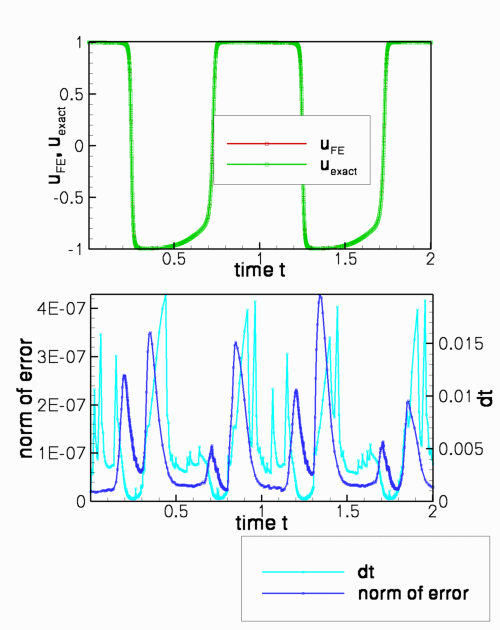 u_FE, u_exact
1
0.5
0
-0.5
-1
u_FE
u_exact
0.5
1
1.5
2
time t
norm of error
4E-07
3E-07
2E-07
1E-07
0
0.015
0.010
0.005
0
dt
0.5
1
1.5
2
time t
dt
norm of error